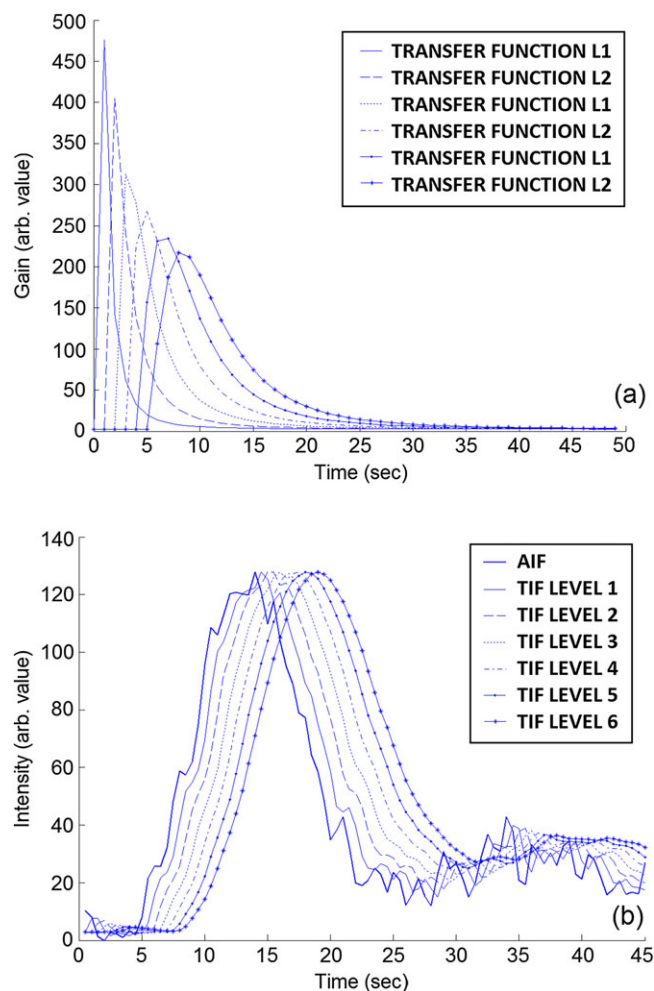 500
450
400
350
300
250
200
150
100
50
0
Gain (arb. value)
TRANSFER FUNCTION L1
TRANSFER FUNCTION L2
TRANSFER FUNCTION L1
TRANSFER FUNCTION L2
TRANSFER FUNCTION L1
TRANSFER FUNCTION L2
(a)
0 5 10 15 20 25 30 35 40 45 50
Time (sec)
140
120
100
80
60
40
20
0
Intensity (arb. value)
AIF
TIF LEVEL 1
TIF LEVEL 2
TIF LEVEL 3
TIF LEVEL 4
TIF LEVEL 5
TIF LEVEL 6
(b)
0 5 10 15 20 25 30 35 40 45
Time (sec)